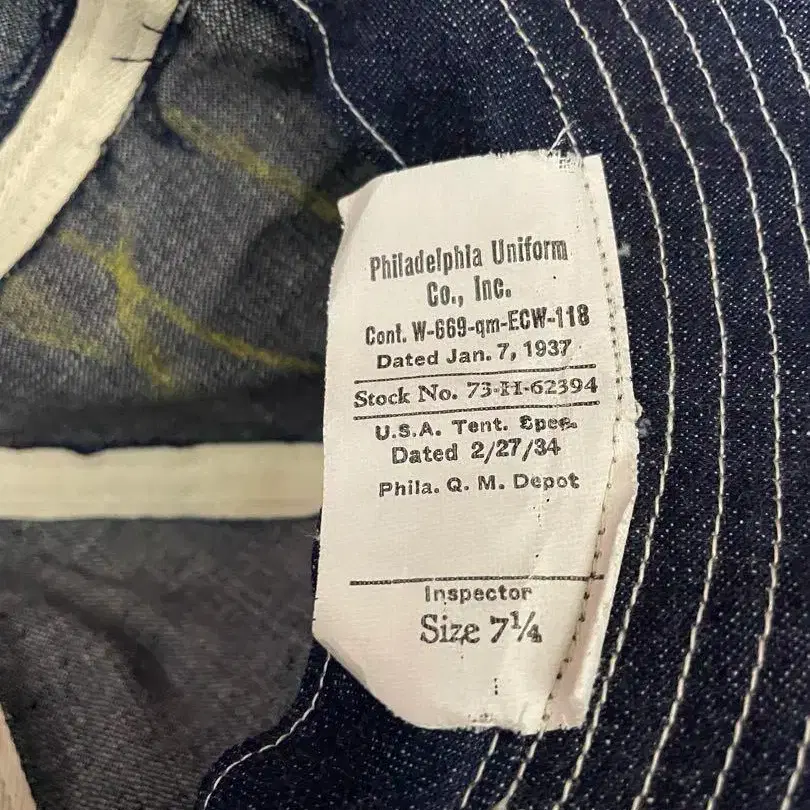 Philadelphia Uniform
Co., Inc.
Cont. W-669-qm-ECW-118
Dated Jan. 7, 1937
Stock No. 73-H-62394
U.S.A. Tent. Spec.
Dated 2/27/34
Phila. Q. M. Depot
Inspector
Size 7¼